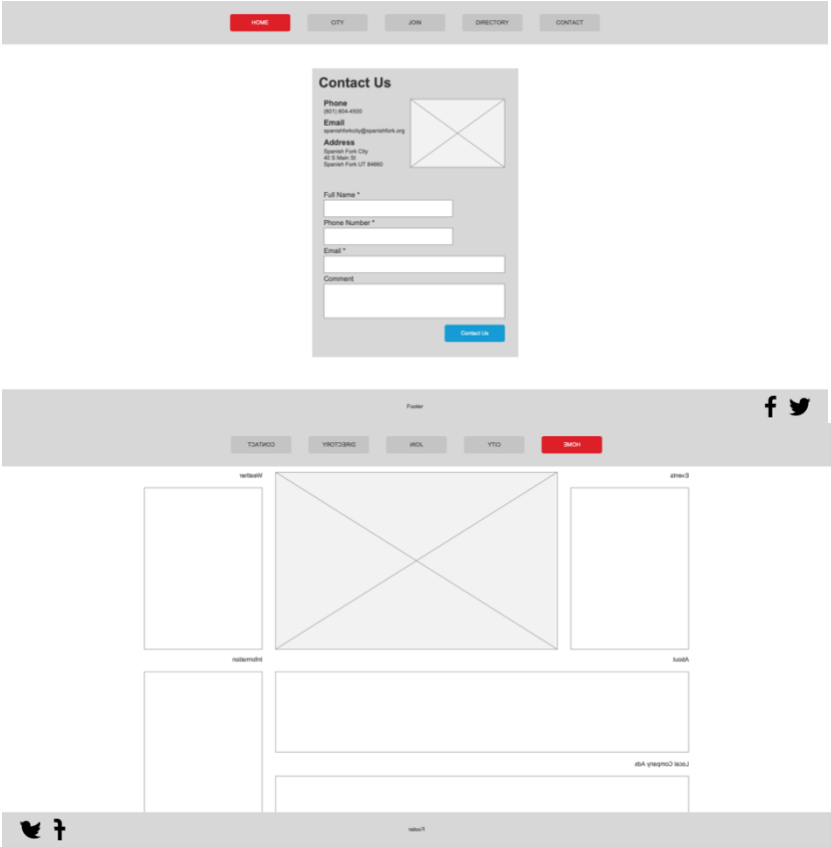 HOME
CITY
JOIN
DIRECTORY
CONTACT
Contact Us
Phone
(801) 804-4500
Email
spanishforkcity@spanishfork.org
Address
Spanish Fork City
40 S Main St
Spanish Fork UT 84660
Full Name *
Phone Number *
Email *
Comment
Contact Us
Footer
CONTACT
DIRECTORY
JOIN
CITY
HOME
Weather
Events
Information
About
Local Company Ads
Footer